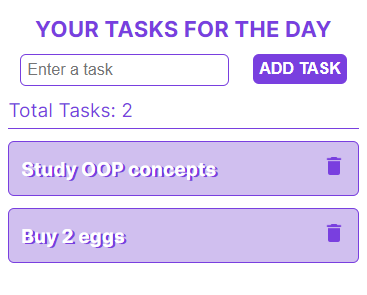 YOUR TASKS FOR THE DAY
Enter a task
ADD TASK
Total Tasks: 2
Study OOP concepts
Buy 2 eggs